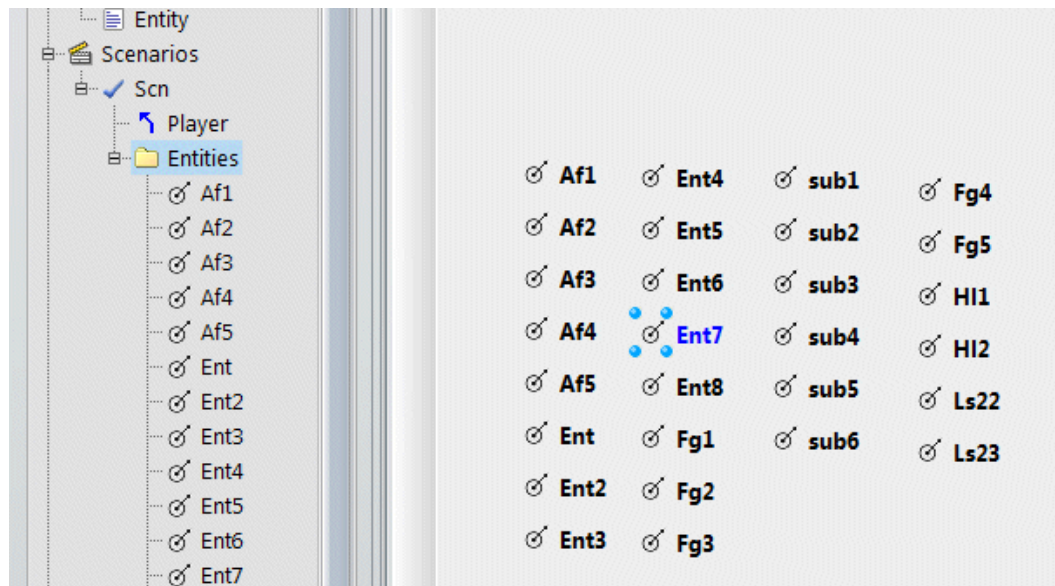 Entity
Scenarios
Scn
Player
Entities
Af1
Af2
Af3
Af4
Af5
Ent
Ent2
Ent3
Ent4
Ent5
Ent6
Ent7
Af1
Af2
Af3
Af4
Af5
Ent
Ent2
Ent3
Ent4
Ent5
Ent6
Ent7
Ent8
Fg1
Fg2
Fg3
sub1
sub2
sub3
sub4
sub5
sub6
Fg4
Fg5
Hl1
Hl2
Ls22
Ls23